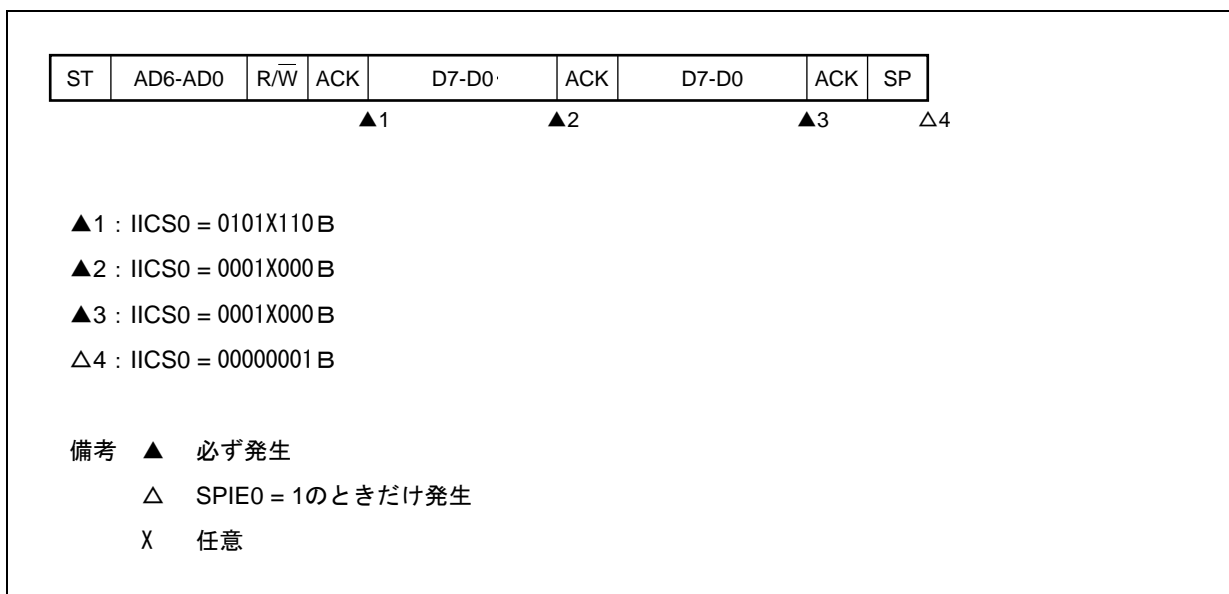 ST AD6-AD0 R/W̅ ACK D7-D0 ACK D7-D0 ACK SP
▲1 ▲2 ▲3 △4
▲1：IICS0 = 0101X110B
▲2：IICS0 = 0001X000B
▲3：IICS0 = 0001X000B
△4：IICS0 = 00000001B
備考 ▲ 必ず発生
△ SPIE0 = 1のときだけ発生
X 任意